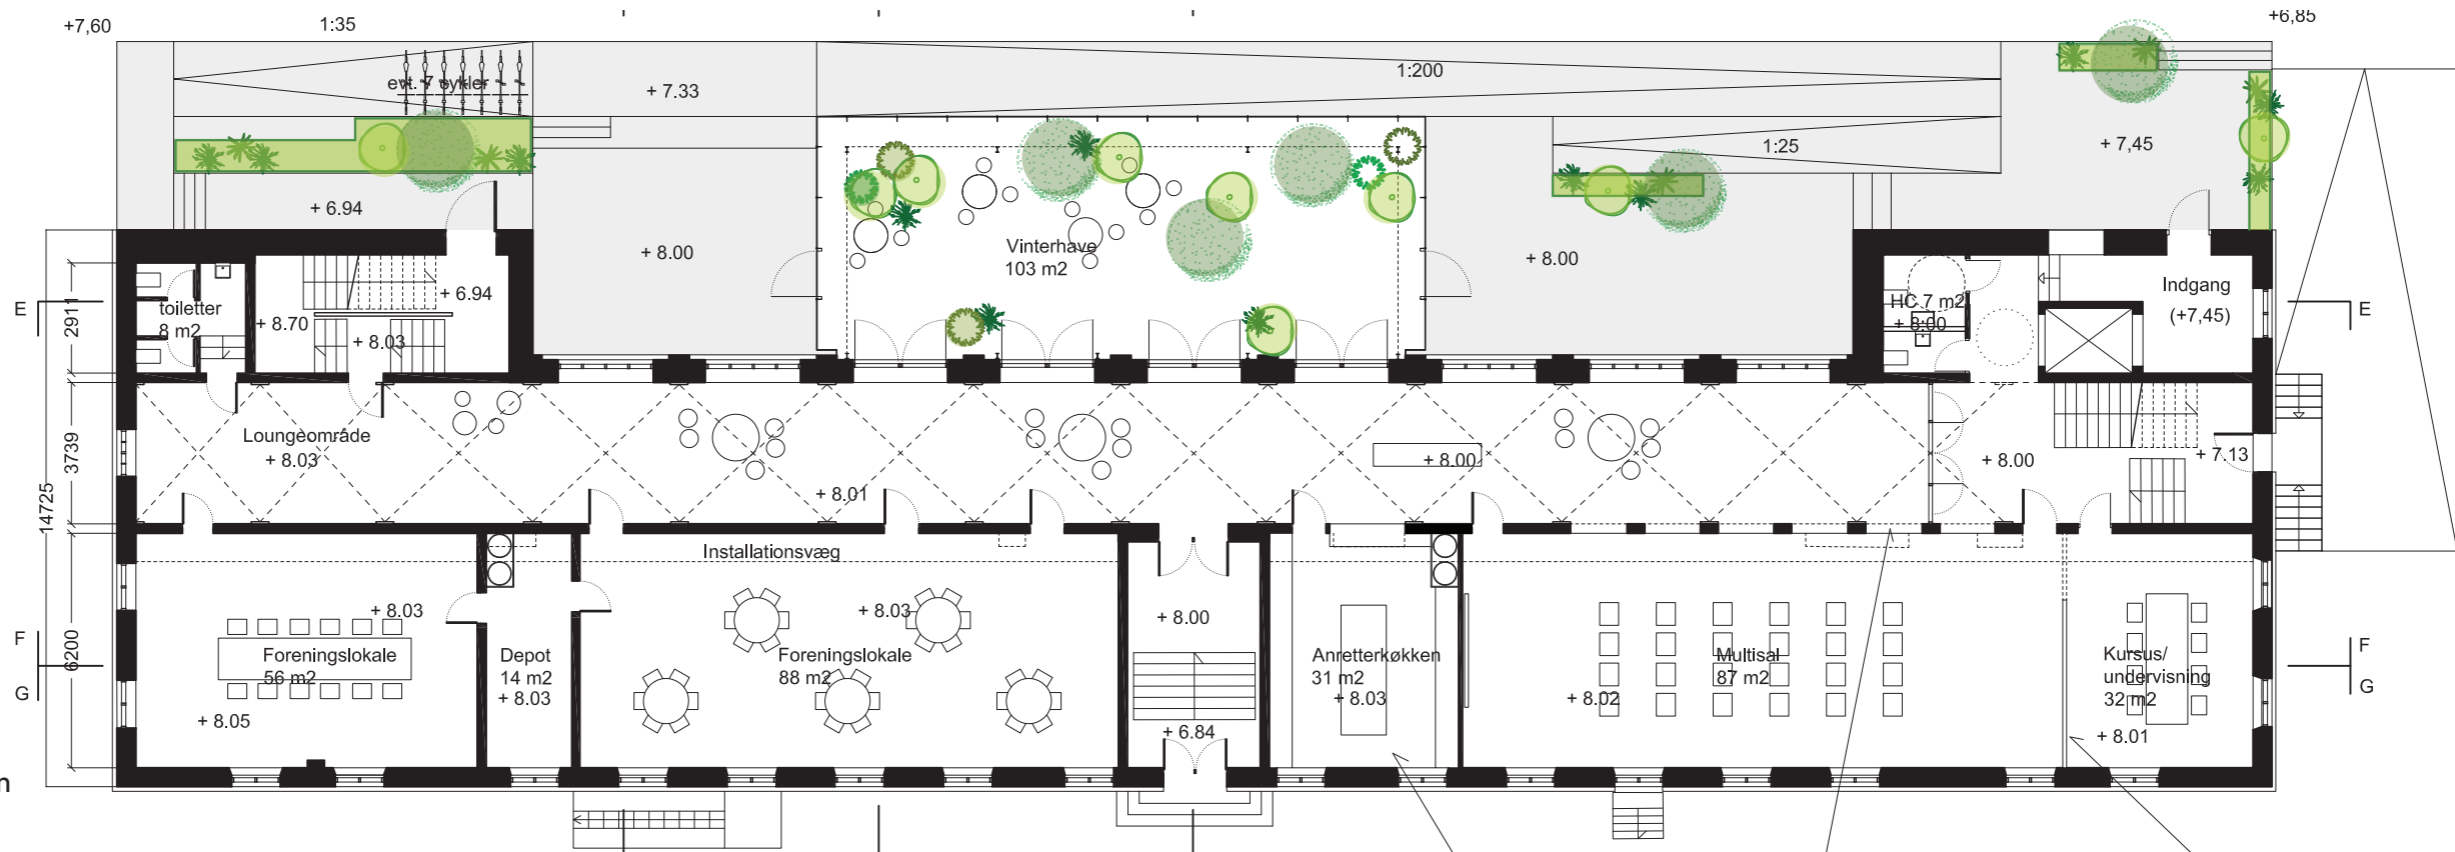 +7,60
1:35
+6,85
evt. 7 cykler
+ 7.33
1:200
1:25
+ 7,45
+ 6.94
+ 8.00
Vinterhave
103 m2
+ 8.00
E
2911
toiletter
8 m2
+ 8.70
+ 6.94
+ 8.03
HC 7 m2
+ 8.00
Indgang
(+7,45)
E
3739
14725
Loungeområde
+ 8.03
+ 8.01
+ 8.00
+ 8.00
+ 7.13
Installationsvæg
F
G
6200
+ 8.03
Foreningslokale
56 m2
+ 8.05
Depot
14 m2
+ 8.03
+ 8.03
Foreningslokale
88 m2
+ 8.00
+ 6.84
Anretterkøkken
31 m2
+ 8.03
Multisal
87 m2
+ 8.02
Kursus/
undervisning
32 m2
+ 8.01
F
G
n